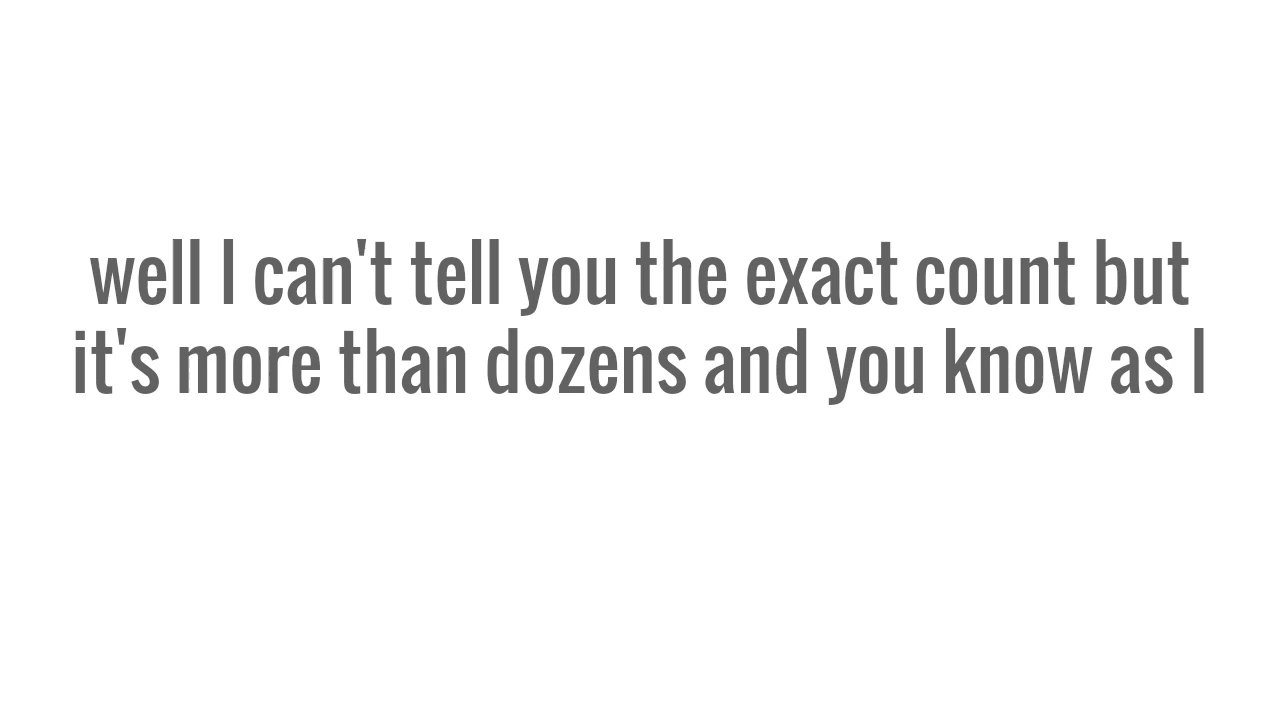 well I can't tell you the exact count but
it's more than dozens and you know as I